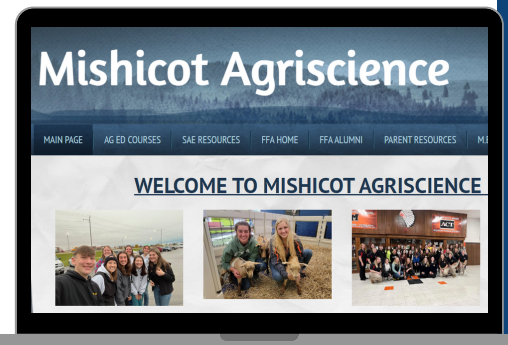 Mishicot Agriscience
MAIN PAGE AG ED COURSES SAE RESOURCES FFA HOME FFA ALUMNI PARENT RESOURCES
WELCOME TO MISHICOT AGRISCIENCE
ACT